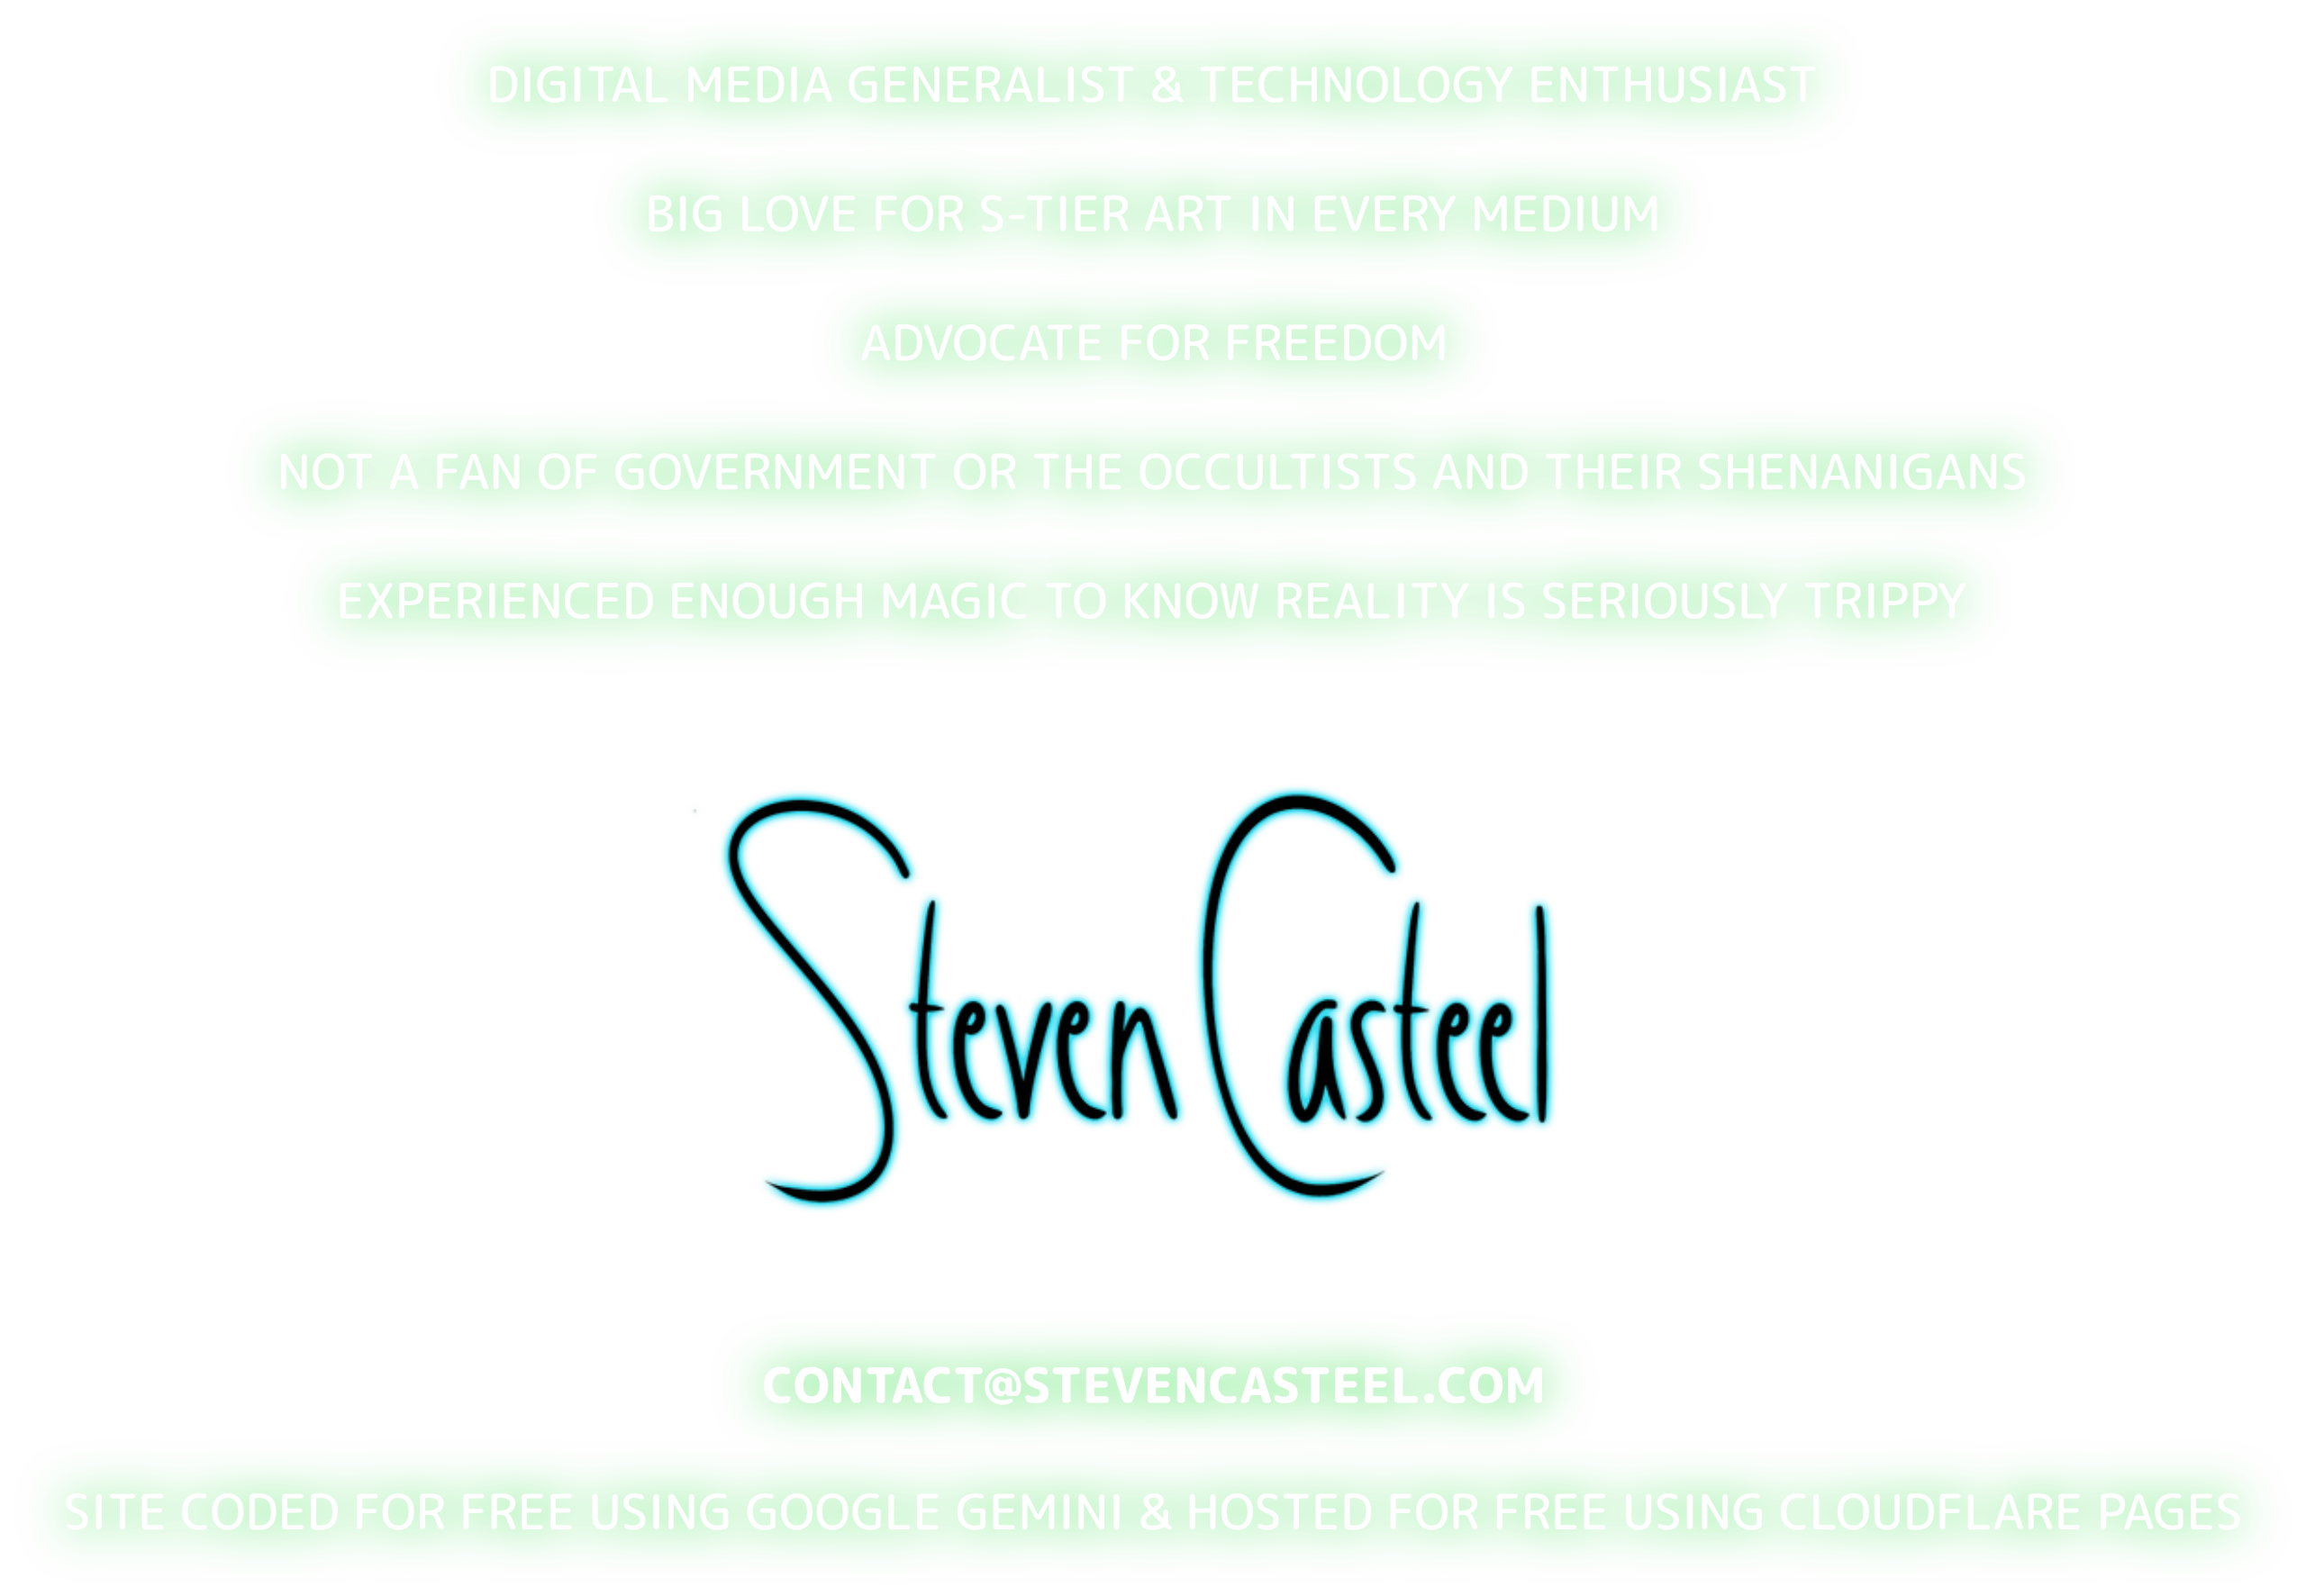 DIGITAL MEDIA GENERALIST & TECHNOLOGY ENTHUSIAST
BIG LOVE FOR S-TIER ART IN EVERY MEDIUM
ADVOCATE FOR FREEDOM
NOT A FAN OF GOVERNMENT OR THE OCCULTISTS AND THEIR SHENANIGANS
EXPERIENCED ENOUGH MAGIC TO KNOW REALITY IS SERIOUSLY TRIPPY
Steven Casteel
CONTACT@STEVENCASTEEL.COM
SITE CODED FOR FREE USING GOOGLE GEMINI & HOSTED FOR FREE USING CLOUDFLARE PAGES